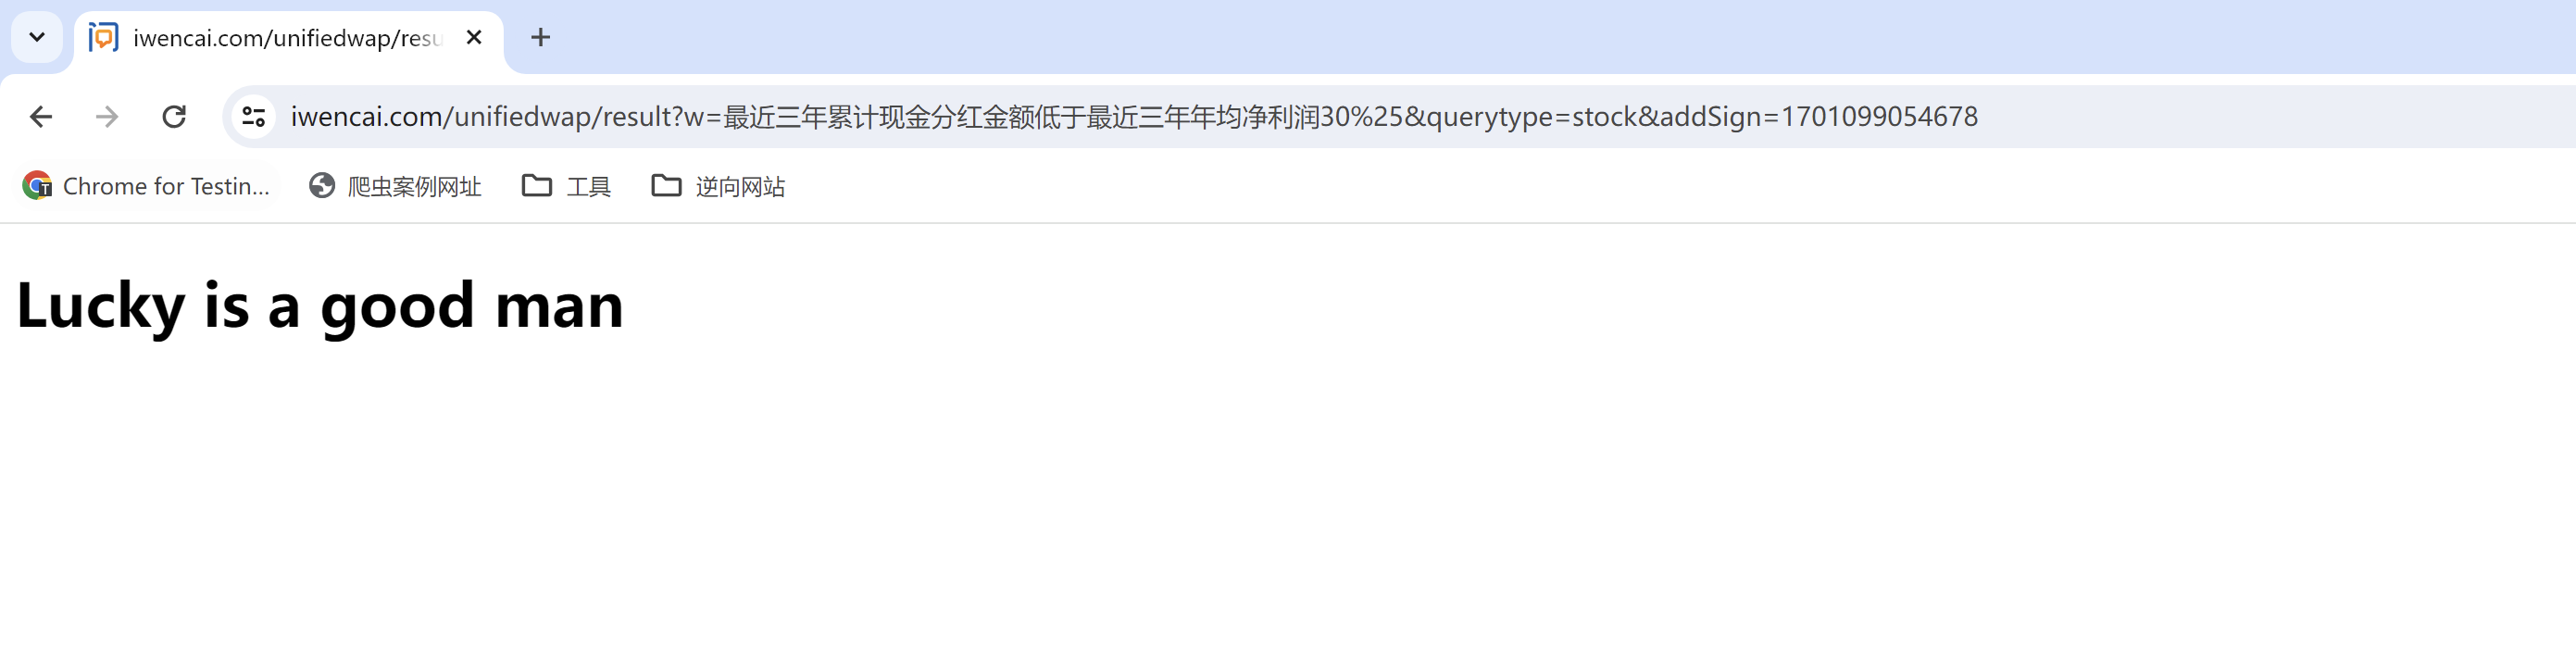 iwencai.com/unifiedwap/resu
iwencai.com/unifiedwap/result?w=最近三年累计现金分红金额低于最近三年年均净利润30%25&querytype=stock&addSign=1701099054678
Chrome for Testin... 爬虫案例网址 工具 逆向网站
Lucky is a good man